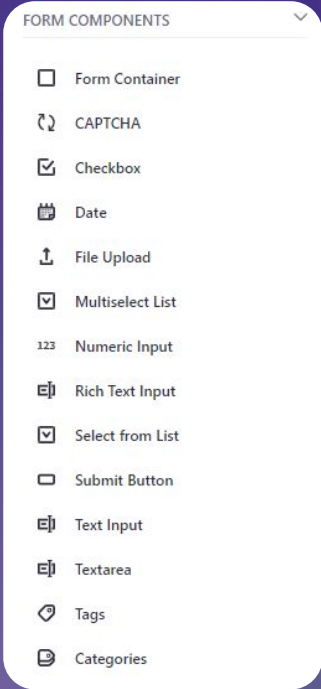 FORM COMPONENTS
Form Container
CAPTCHA
Checkbox
Date
File Upload
Multiselect List
123 Numeric Input
Rich Text Input
Select from List
Submit Button
Text Input
Textarea
Tags
Categories